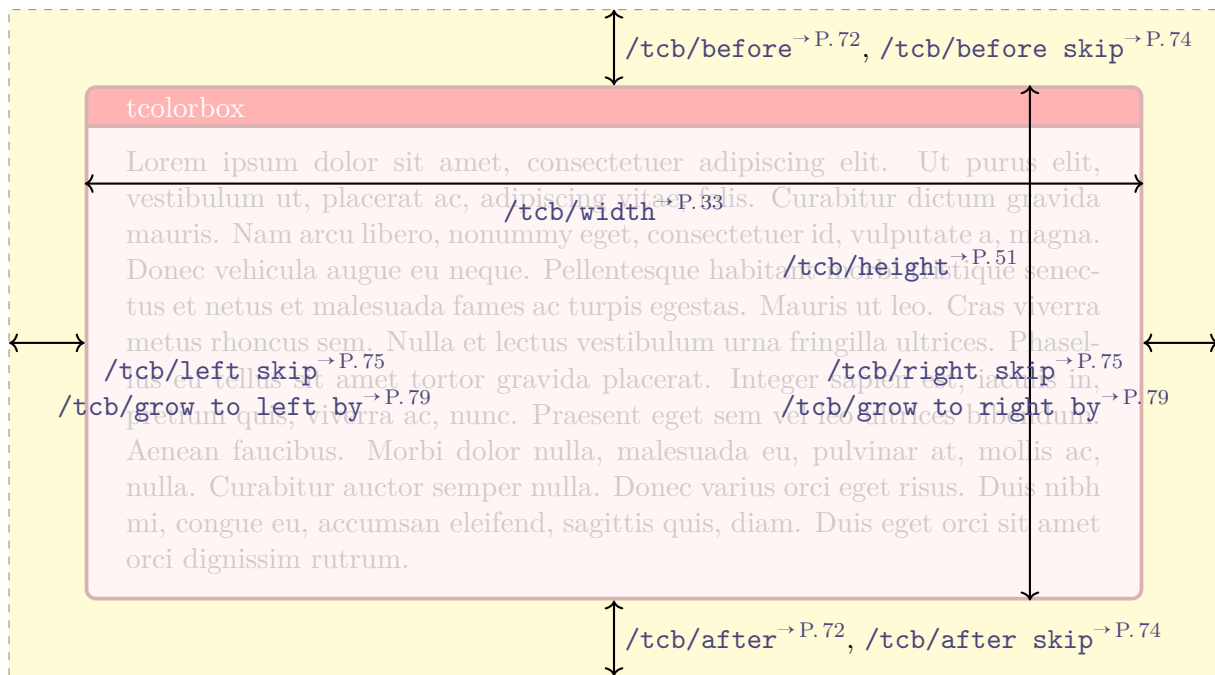 /tcb/before→P. 72, /tcb/before skip→P. 74
tcolorbox
Lorem ipsum dolor sit amet, consectetuer adipiscing elit. Ut purus elit,
vestibulum ut, placerat ac, adipiscing vitae, felis. Curabitur dictum gravida
/tcb/width→P. 33
mauris. Nam arcu libero, nonummy eget, consectetuer id, vulputate a, magna.
Donec vehicula augue eu neque. Pellentesque habitant morbi tristique senec-
/tcb/height→P. 51
tus et netus et malesuada fames ac turpis egestas. Mauris ut leo. Cras viverra
metus rhoncus sem. Nulla et lectus vestibulum urna fringilla ultrices. Phasel-
/tcb/left skip→P. 75
/tcb/right skip→P. 75
lus eu tellus sit amet tortor gravida placerat. Integer sapien est, iaculis in,
/tcb/grow to left by→P. 79
/tcb/grow to right by→P. 79
pretium quis, viverra ac, nunc. Praesent eget sem vel leo ultrices bibendum.
Aenean faucibus. Morbi dolor nulla, malesuada eu, pulvinar at, mollis ac,
nulla. Curabitur auctor semper nulla. Donec varius orci eget risus. Duis nibh
mi, congue eu, accumsan eleifend, sagittis quis, diam. Duis eget orci sit amet
orci dignissim rutrum.
/tcb/after→P. 72, /tcb/after skip→P. 74